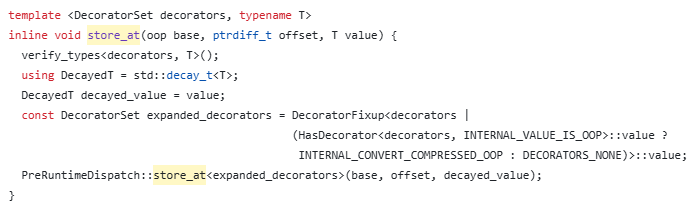 template <DecoratorSet decorators, typename T>
inline void store_at(oop base, ptrdiff_t offset, T value) {
  verify_types<decorators, T>();
  using DecayedT = std::decay_t<T>;
  DecayedT decayed_value = value;
  const DecoratorSet expanded_decorators = DecoratorFixup<decorators |
                                           (HasDecorator<decorators, INTERNAL_VALUE_IS_OOP>::value ?
                                            INTERNAL_CONVERT_COMPRESSED_OOP : DECORATORS_NONE)>::value;
  PreRuntimeDispatch::store_at<expanded_decorators>(base, offset, decayed_value);
}